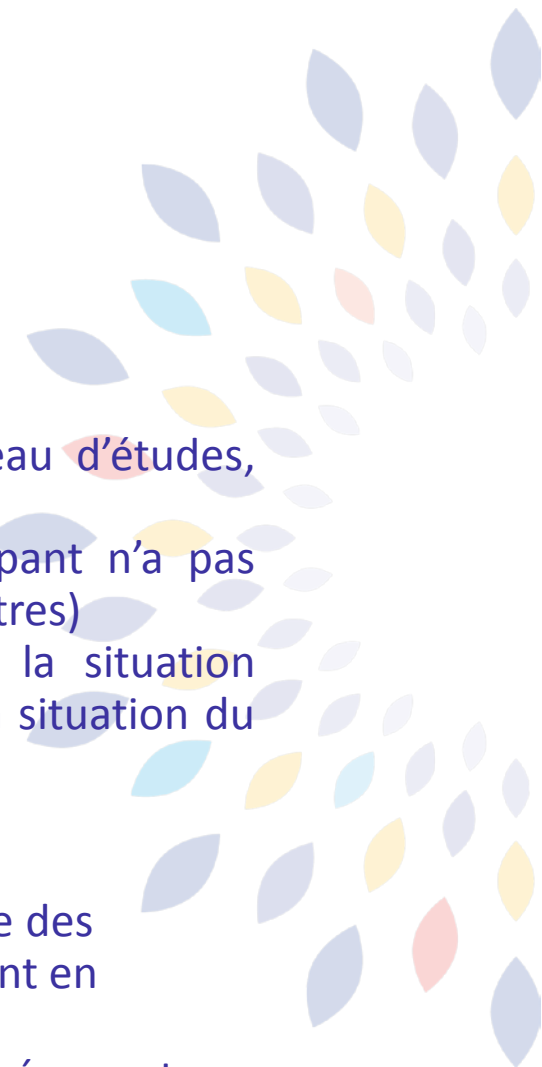 eau d’études,
pant n’a pas
tres)
la situation
situation du
e des
nt en